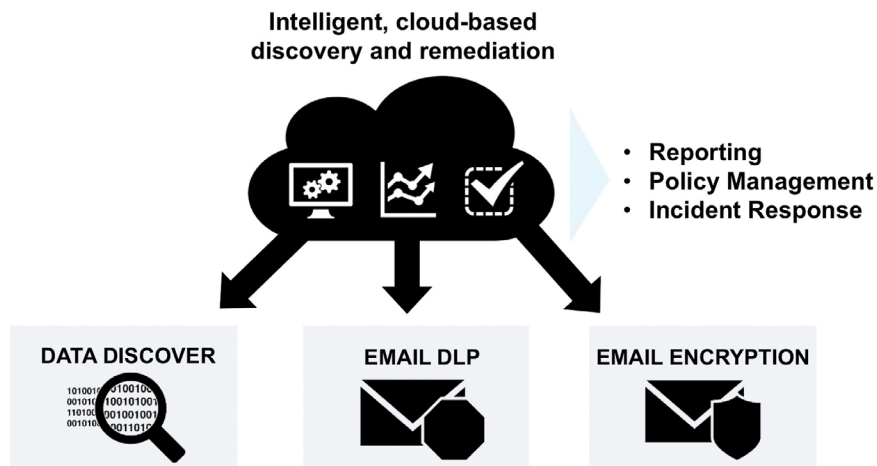 Intelligent, cloud-based
discovery and remediation
• Reporting
• Policy Management
• Incident Response
DATA DISCOVER
EMAIL DLP
EMAIL ENCRYPTION